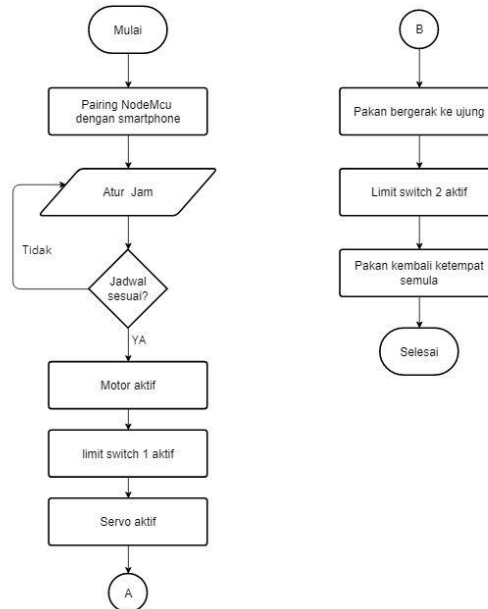 Mulai
Pairing NodeMcu
dengan smartphone
Atur Jam
Tidak
Jadwal
sesuai?
YA
Motor aktif
limit switch 1 aktif
Servo aktif
A
B
Pakan bergerak ke ujung
Limit switch 2 aktif
Pakan kembali ketempat
semula
Selesai